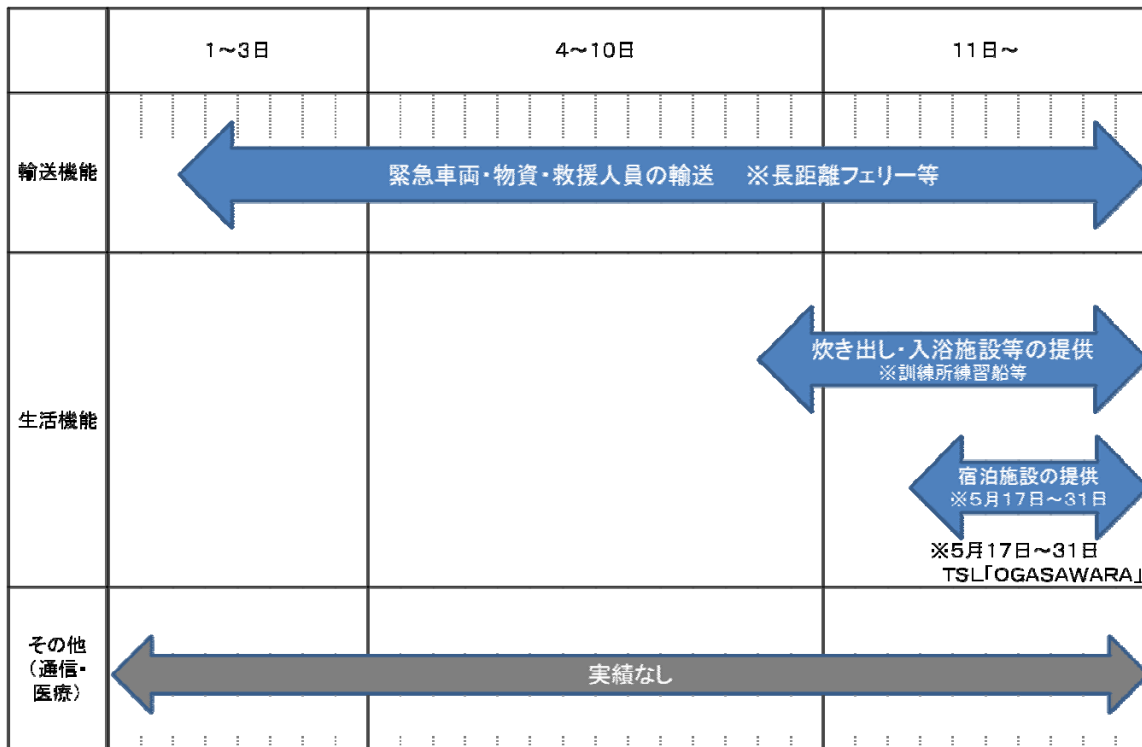 1～3日
4～10日
11日～
輸送機能
緊急車両・物資・救援人員の輸送　※長距離フェリー等
生活機能
炊き出し・入浴施設等の提供
※訓練所練習船等
宿泊施設の提供
※5月17日～31日
※5月17日～31日
TSL「OGASAWARA」
その他
（通信・
医療）
実績なし